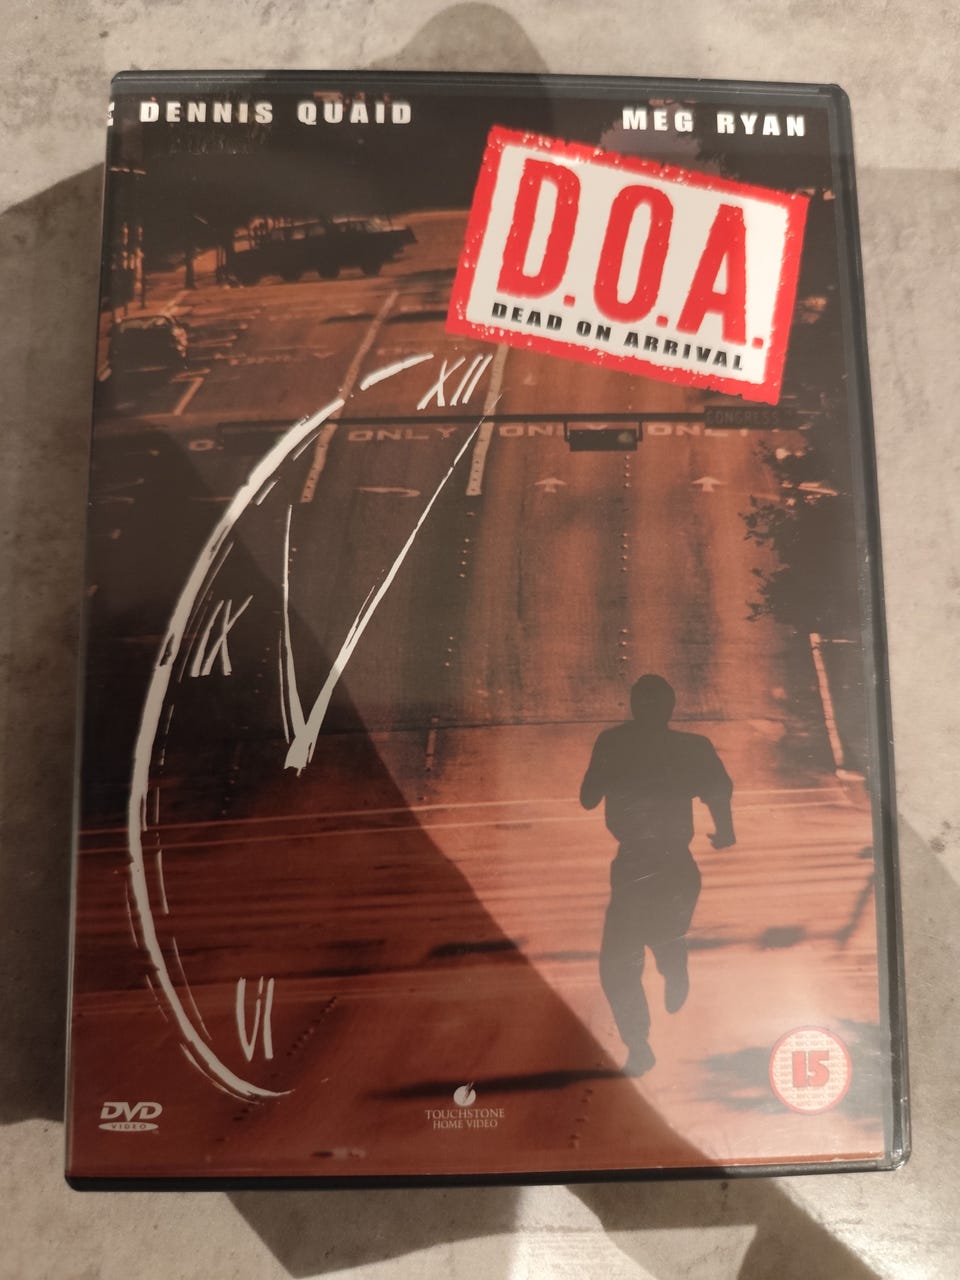 DENNIS QUAID
MEG RYAN
D.O.A.
DEAD ON ARRIVAL
XII
CONGRESS
ONLY ONLY ONLY
IX
VI
15
DVD
VIDEO
TOUCHSTONE
HOME VIDEO